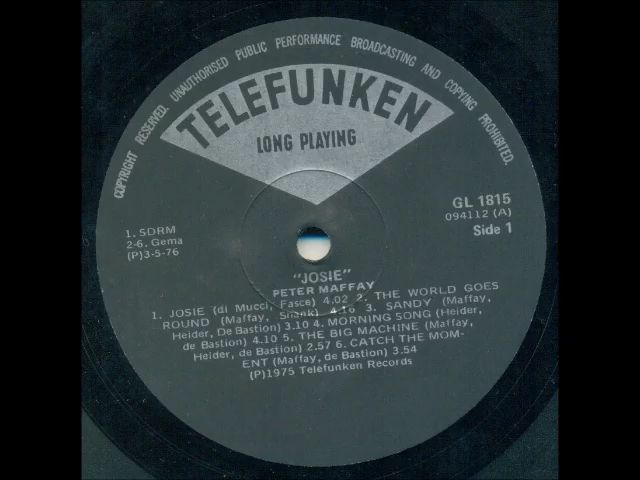 COPYRIGHT RESERVED. UNAUTHORISED PUBLIC PERFORMANCE BROADCASTING AND COPYING PROHIBITED.
TELEFUNKEN
LONG PLAYING
1. SDRM
2-6. Gema
(P)3-5-76
GL 1815
094112 (A)
Side 1
"JOSIE"
PETER MAFFAY
1. JOSIE (di Mucci, Fasce) 4.02 2. THE WORLD GOES
ROUND (Maffay, Shank) 4.16 3. SANDY (Maffay,
Heider, De Bastion) 3.10 4. MORNING SONG (Heider,
de Bastion) 4.10 5. THE BIG MACHINE (Maffay,
Heider, de Bastion) 2.57 6. CATCH THE MOM-
ENT (Maffay, de Bastion) 3.54
(P)1975 Telefunken Records